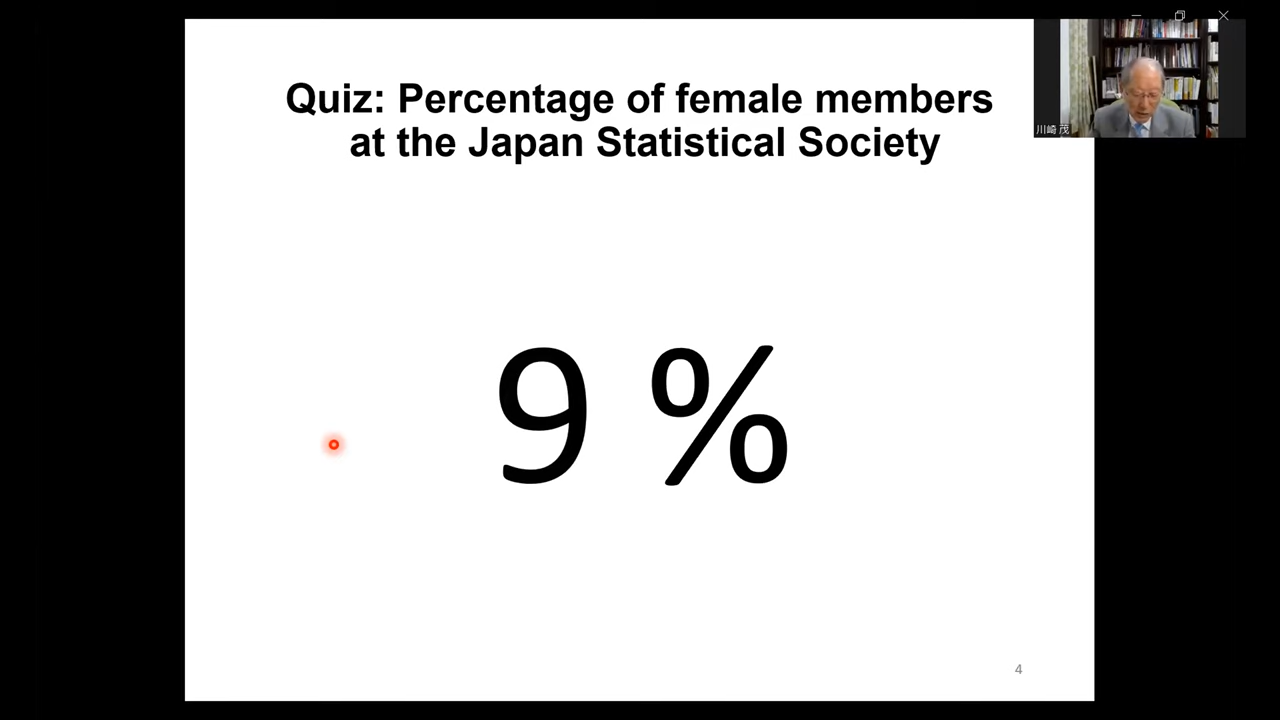 Quiz: Percentage of female members
at the Japan Statistical Society
川崎 茂
9 %
4